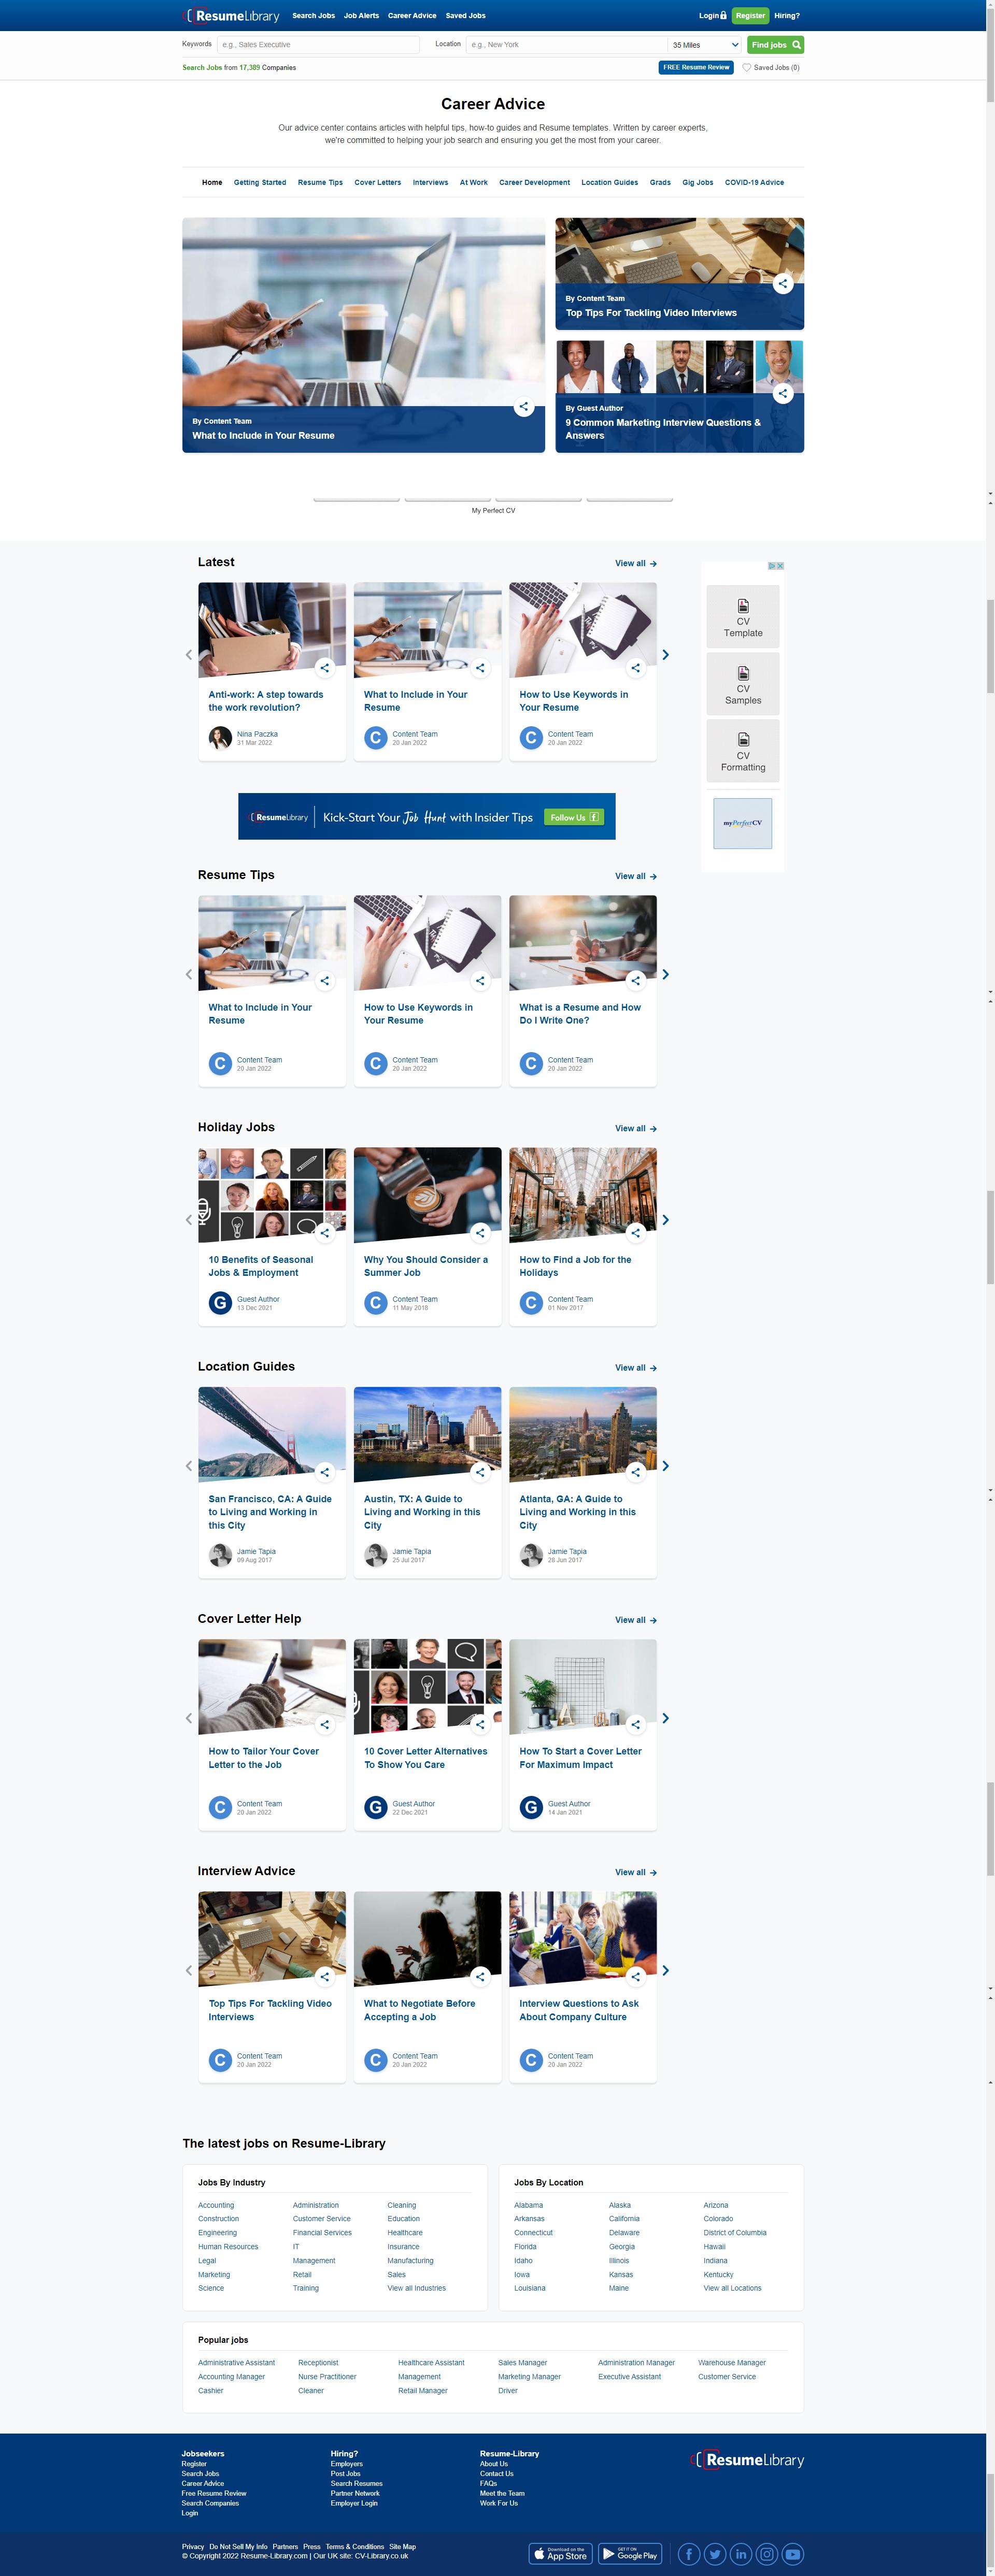 ResumeLibrary Search Jobs Job Alerts Career Advice Saved Jobs Login Register Hiring?
Keywords e.g., Sales Executive Location e.g., New York 35 Miles Find jobs
Search Jobs from 17,389 Companies FREE Resume Review Saved Jobs (0)
Career Advice
Our advice center contains articles with helpful tips, how-to guides and Resume templates. Written by career experts,
we're committed to helping your job search and ensuring you get the most from your career.
Home Getting Started Resume Tips Cover Letters Interviews At Work Career Development Location Guides Grads Gig Jobs COVID-19 Advice
By Content Team
What to Include in Your Resume
By Content Team
Top Tips For Tackling Video Interviews
By Guest Author
9 Common Marketing Interview Questions &
Answers
My Perfect CV
Latest View all
Anti-work: A step towards
the work revolution?
Nina Paczka
31 Mar 2022
What to Include in Your
Resume
C Content Team
20 Jan 2022
How to Use Keywords in
Your Resume
C Content Team
20 Jan 2022
CV
Template
CV
Samples
CV
Formatting
myPerfectCV
ResumeLibrary Kick-Start Your Job Hunt with Insider Tips Follow Us
Resume Tips View all
What to Include in Your
Resume
C Content Team
20 Jan 2022
How to Use Keywords in
Your Resume
C Content Team
20 Jan 2022
What is a Resume and How
Do I Write One?
C Content Team
20 Jan 2022
Holiday Jobs View all
10 Benefits of Seasonal
Jobs & Employment
G Guest Author
13 Dec 2021
Why You Should Consider a
Summer Job
C Content Team
11 May 2018
How to Find a Job for the
Holidays
C Content Team
01 Nov 2017
Location Guides View all
San Francisco, CA: A Guide
to Living and Working in
this City
Jamie Tapia
09 Aug 2017
Austin, TX: A Guide to
Living and Working in this
City
Jamie Tapia
25 Jul 2017
Atlanta, GA: A Guide to
Living and Working in this
City
Jamie Tapia
28 Jun 2017
Cover Letter Help View all
How to Tailor Your Cover
Letter to the Job
C Content Team
20 Jan 2022
10 Cover Letter Alternatives
To Show You Care
G Guest Author
22 Dec 2021
How To Start a Cover Letter
For Maximum Impact
G Guest Author
14 Jan 2021
Interview Advice View all
Top Tips For Tackling Video
Interviews
C Content Team
20 Jan 2022
What to Negotiate Before
Accepting a Job
C Content Team
20 Jan 2022
Interview Questions to Ask
About Company Culture
C Content Team
20 Jan 2022
The latest jobs on Resume-Library
Jobs By Industry
Accounting Administration Cleaning
Construction Customer Service Education
Engineering Financial Services Healthcare
Human Resources IT Insurance
Legal Management Manufacturing
Marketing Retail Sales
Science Training View all Industries
Jobs By Location
Alabama Alaska Arizona
Arkansas California Colorado
Connecticut Delaware District of Columbia
Florida Georgia Hawaii
Idaho Illinois Indiana
Iowa Kansas Kentucky
Louisiana Maine View all Locations
Popular jobs
Administrative Assistant Receptionist Healthcare Assistant Sales Manager Administration Manager Warehouse Manager
Accounting Manager Nurse Practitioner Management Marketing Manager Executive Assistant Customer Service
Cashier Cleaner Retail Manager Driver
Jobseekers
Register
Search Jobs
Career Advice
Free Resume Review
Search Companies
Login
Hiring?
Employers
Post Jobs
Search Resumes
Partner Network
Employer Login
Resume-Library
About Us
Contact Us
FAQs
Meet the Team
Work For Us
ResumeLibrary
Privacy Do Not Sell My Info Partners Press Terms & Conditions Site Map
© Copyright 2022 Resume-Library.com | Our UK site: CV-Library.co.uk
Download on the
App Store
GET IT ON
Google Play